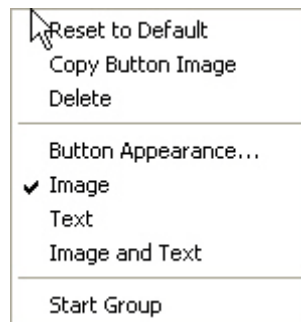 Reset to Default
Copy Button Image
Delete
Button Appearance...
Image
Text
Image and Text
Start Group